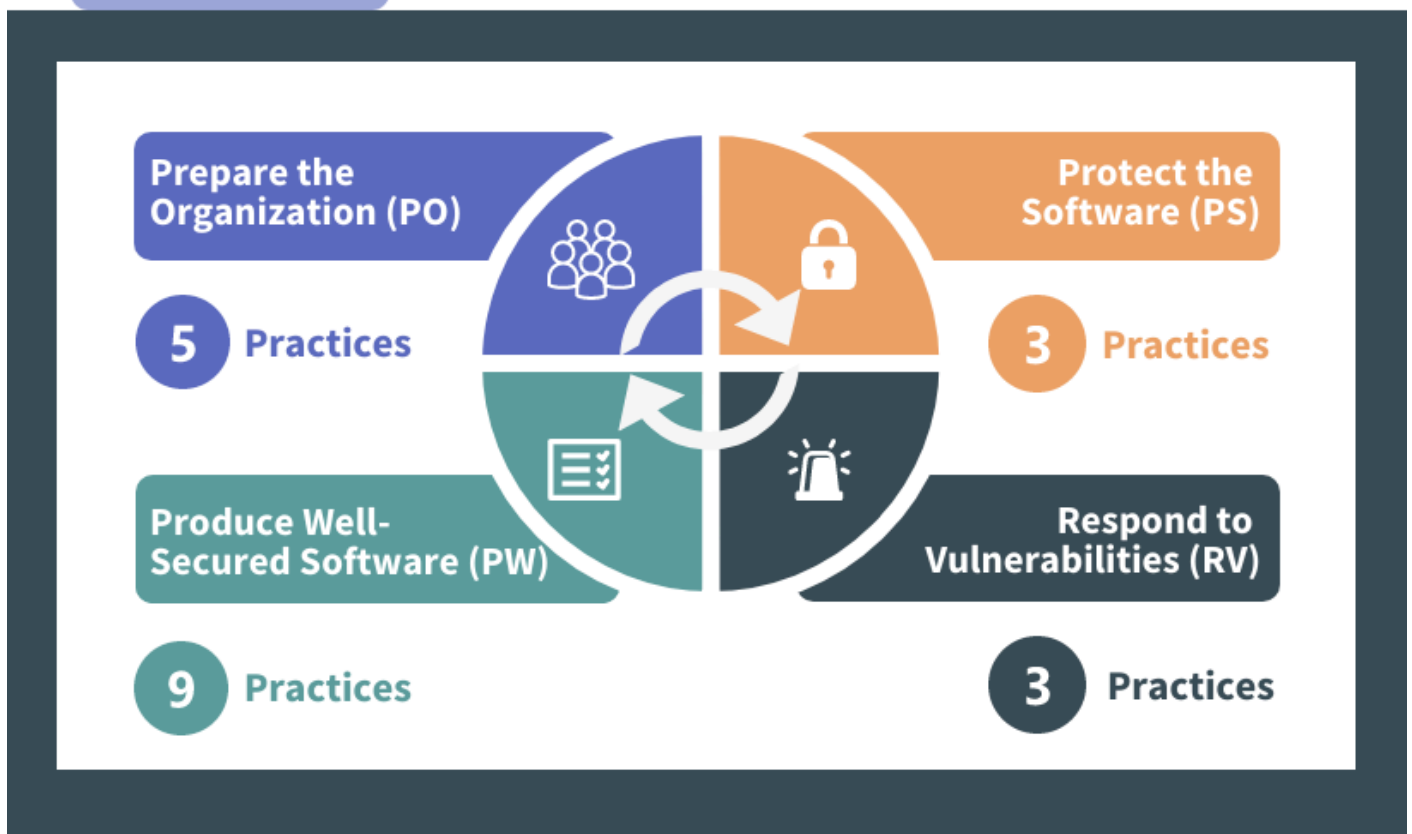 Prepare the
Organization (PO)
5 Practices
Protect the
Software (PS)
3 Practices
Produce Well-
Secured Software (PW)
9 Practices
Respond to
Vulnerabilities (RV)
3 Practices